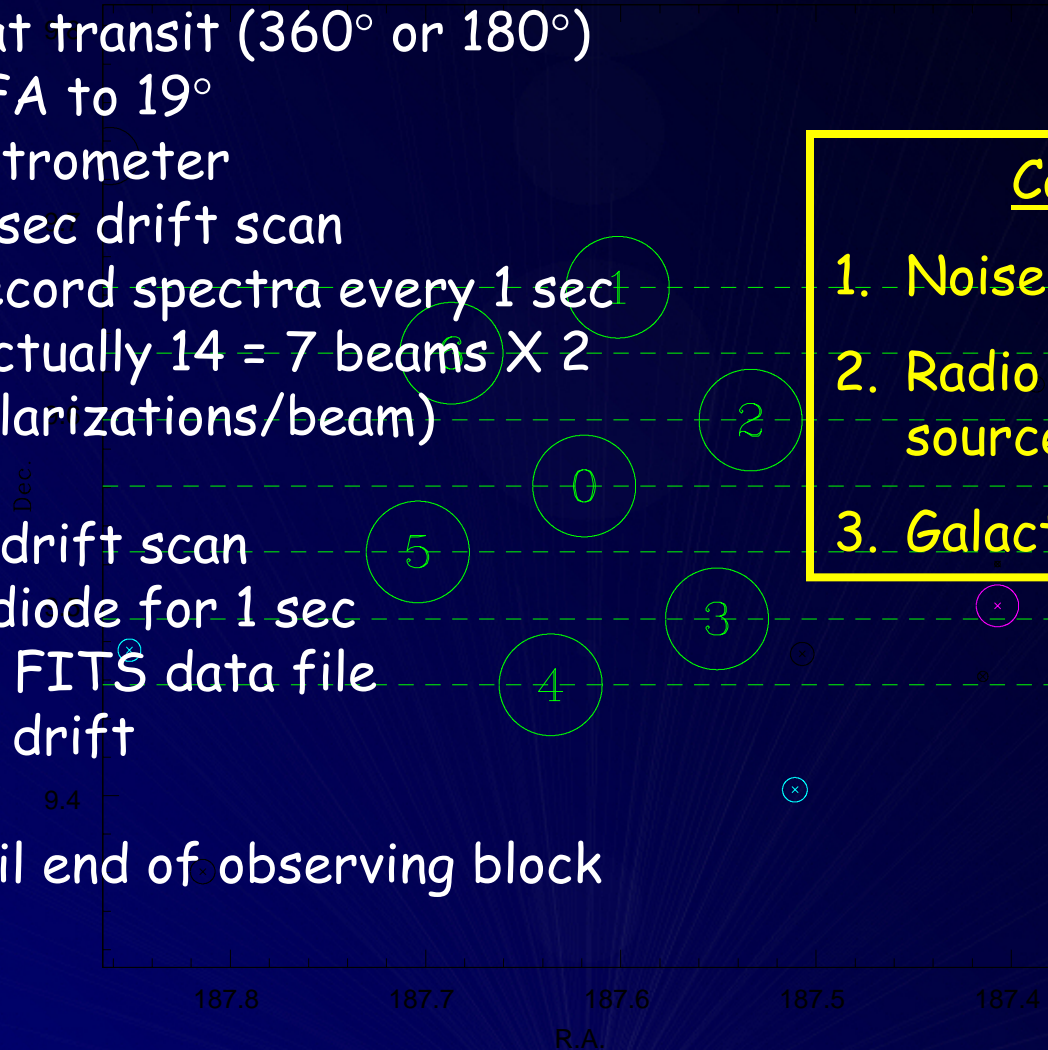 at transit (360° or 180°)
FA to 19°
trometer
sec drift scan
ecord spectra every 1 sec
ctually 14 = 7 beams X 2
larizations/beam)
drift scan
diode for 1 sec
FITS data file
drift
il end of observing block
1. Noise
2. Radio
source
3. Galact
1
6
2
0
5
3
4
Dec.
9.4
187.8
187.7
187.6
187.5
187.4
R.A.